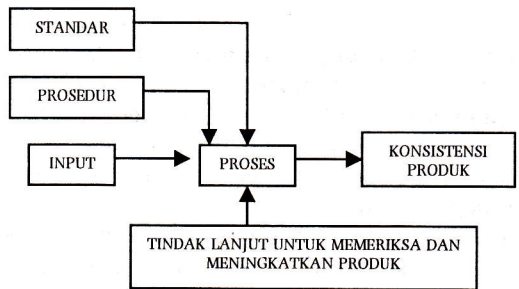 STANDAR
PROSEDUR
INPUT
PROSES
KONSISTENSI
PRODUK
TINDAK LANJUT UNTUK MEMERIKSA DAN
MENINGKATKAN PRODUK